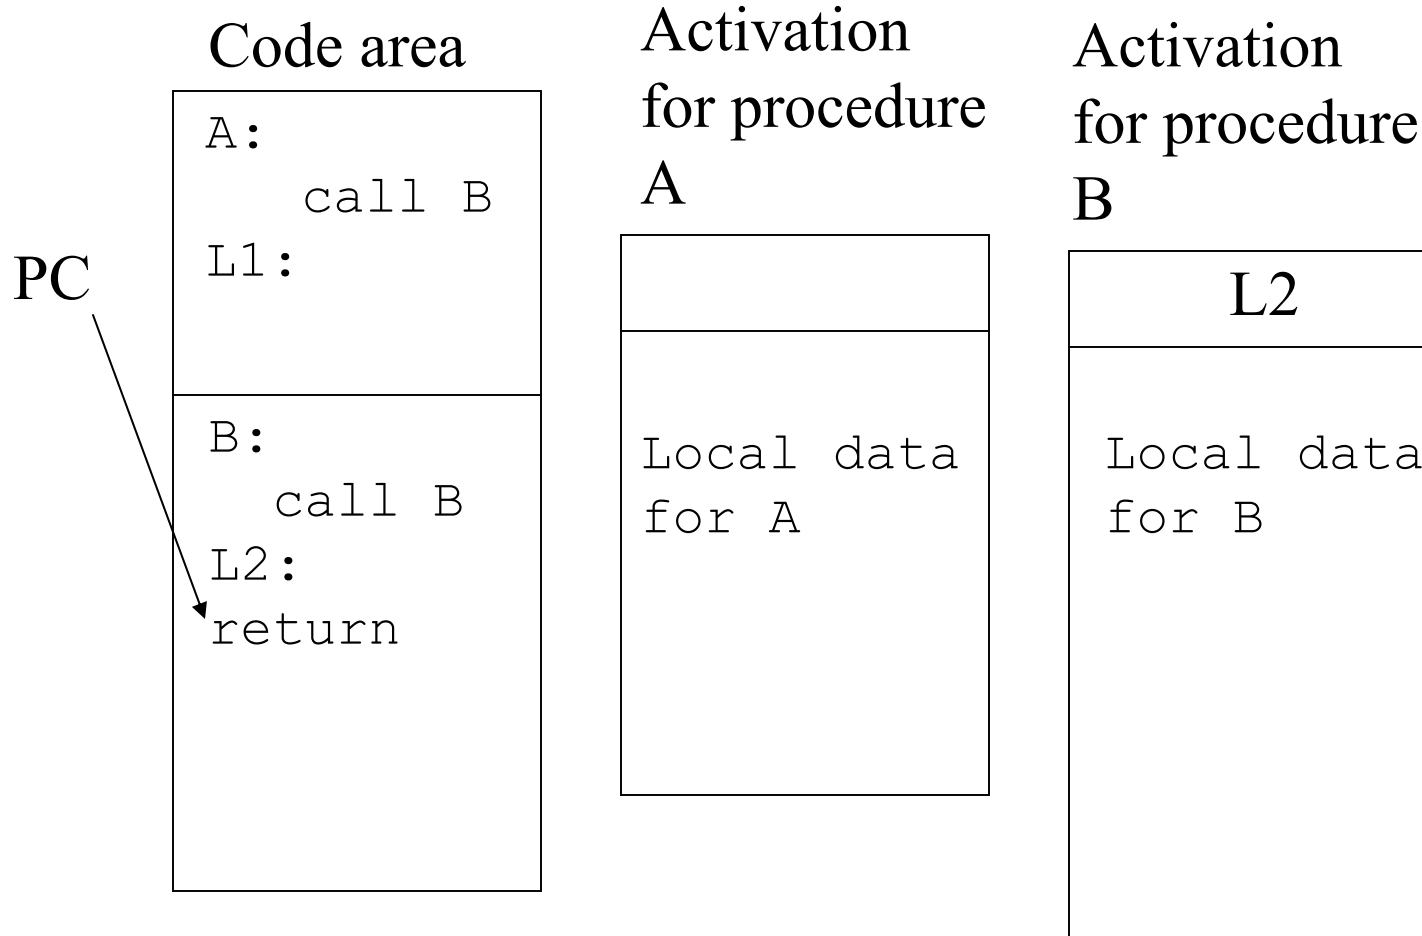 Code area
A:
call B
L1:
PC
B:
call B
L2:
return
Activation
for procedure
A
Local data
for A
Activation
for procedure
B
L2
Local data
for B